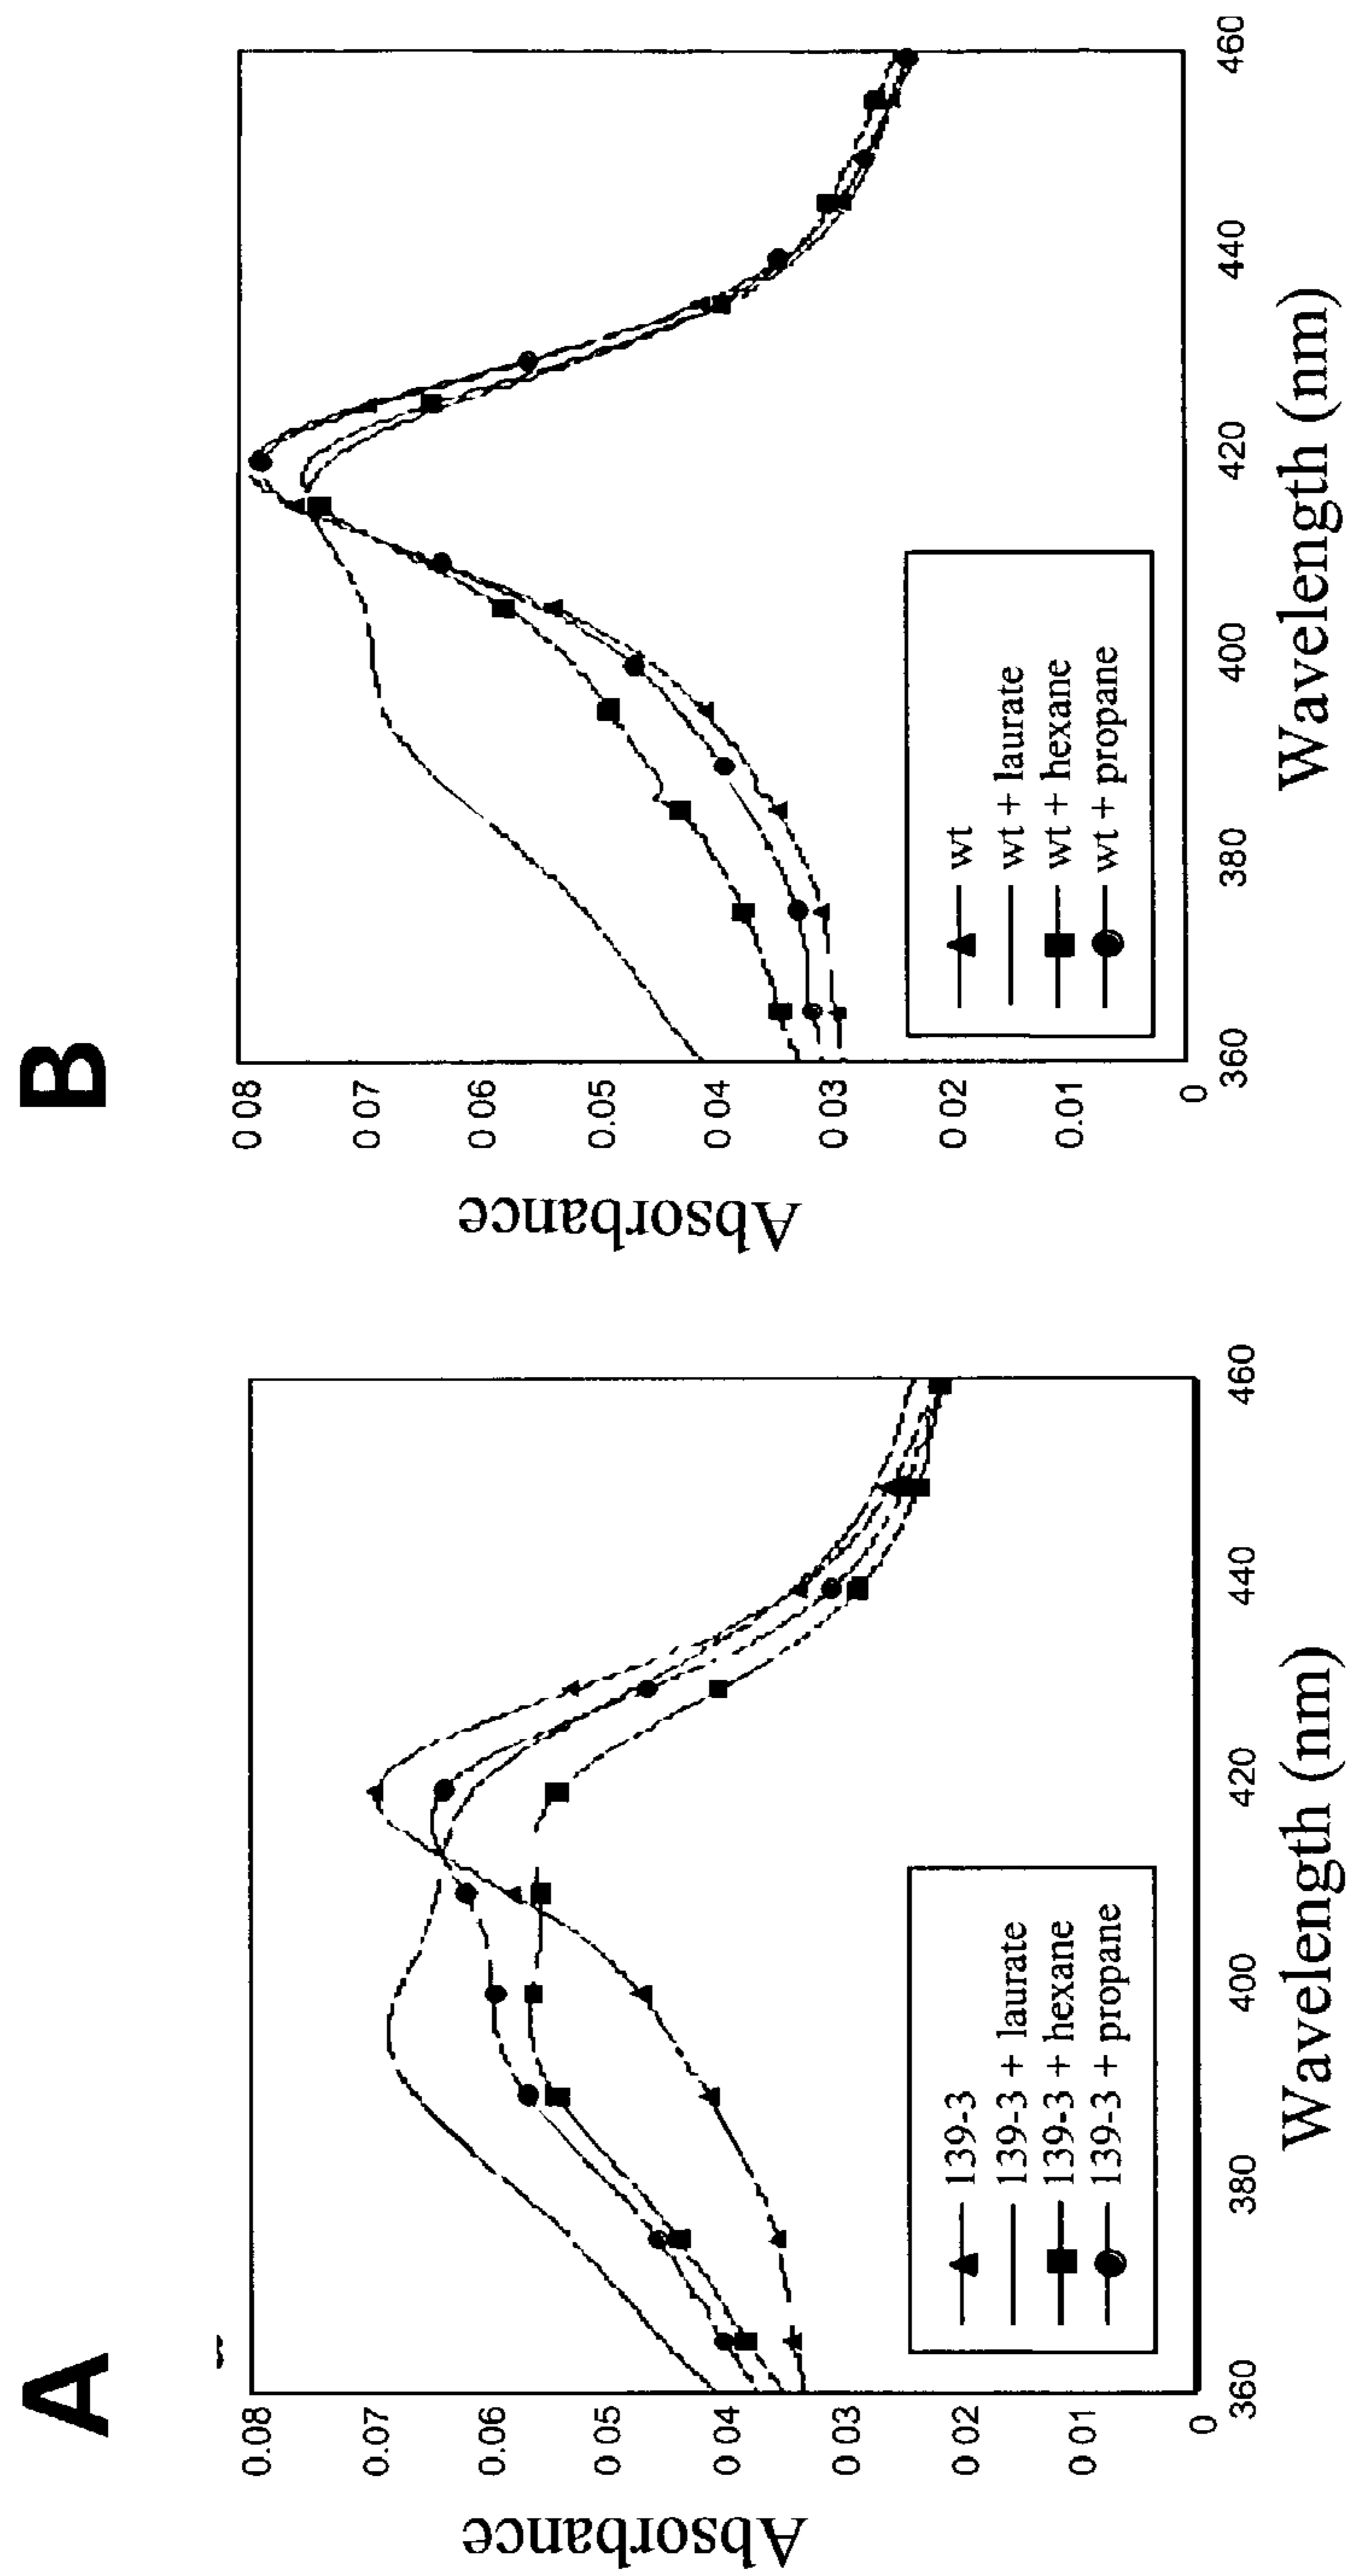 A
Absorbance
0.08
0.07
0.06
0 05
0 04
0 03
0 02
0 01
0
360
380
400
420
440
460
Wavelength (nm)
139-3
139-3 + laurate
139-3 + hexane
139-3 + propane
B
Absorbance
0 08
0 07
0 06
0.05
0 04
0 03
0 02
0.01
0
360
380
400
420
440
460
Wavelength (nm)
wt
wt + laurate
wt + hexane
wt + propane